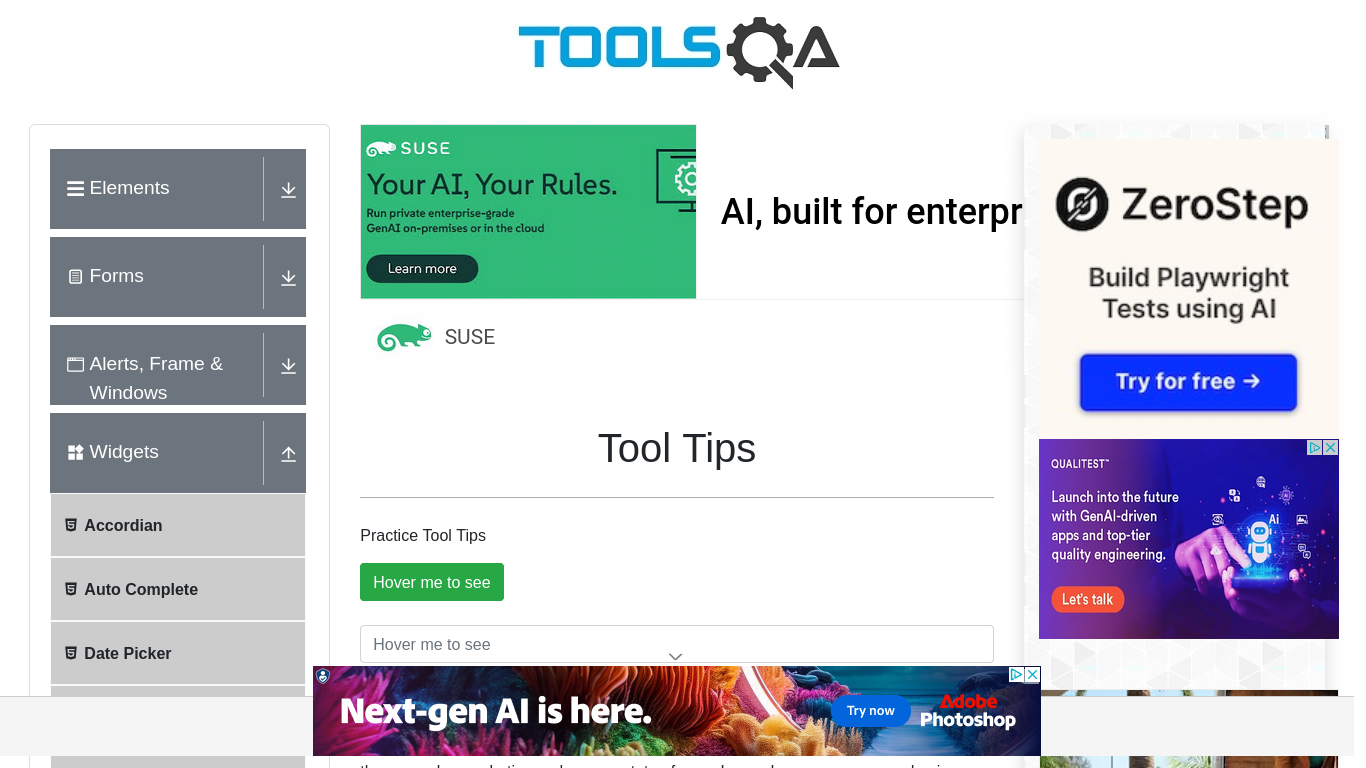 TOOLSQA
Elements
Forms
Alerts, Frame &
Windows
Widgets
Accordian
Auto Complete
Date Picker
SUSE
Your AI, Your Rules.
Run private enterprise-grade
GenAI on-premises or in the cloud
Learn more
AI, built for enterpr
SUSE
Tool Tips
Practice Tool Tips
Hover me to see
Hover me to see
ZeroStep
Build Playwright
Tests using AI
Try for free →
QUALITEST™
Launch into the future
with GenAI-driven
apps and top-tier
quality engineering.
Let's talk
Ai
Next-gen AI is here.
Try now
Adobe
Photoshop